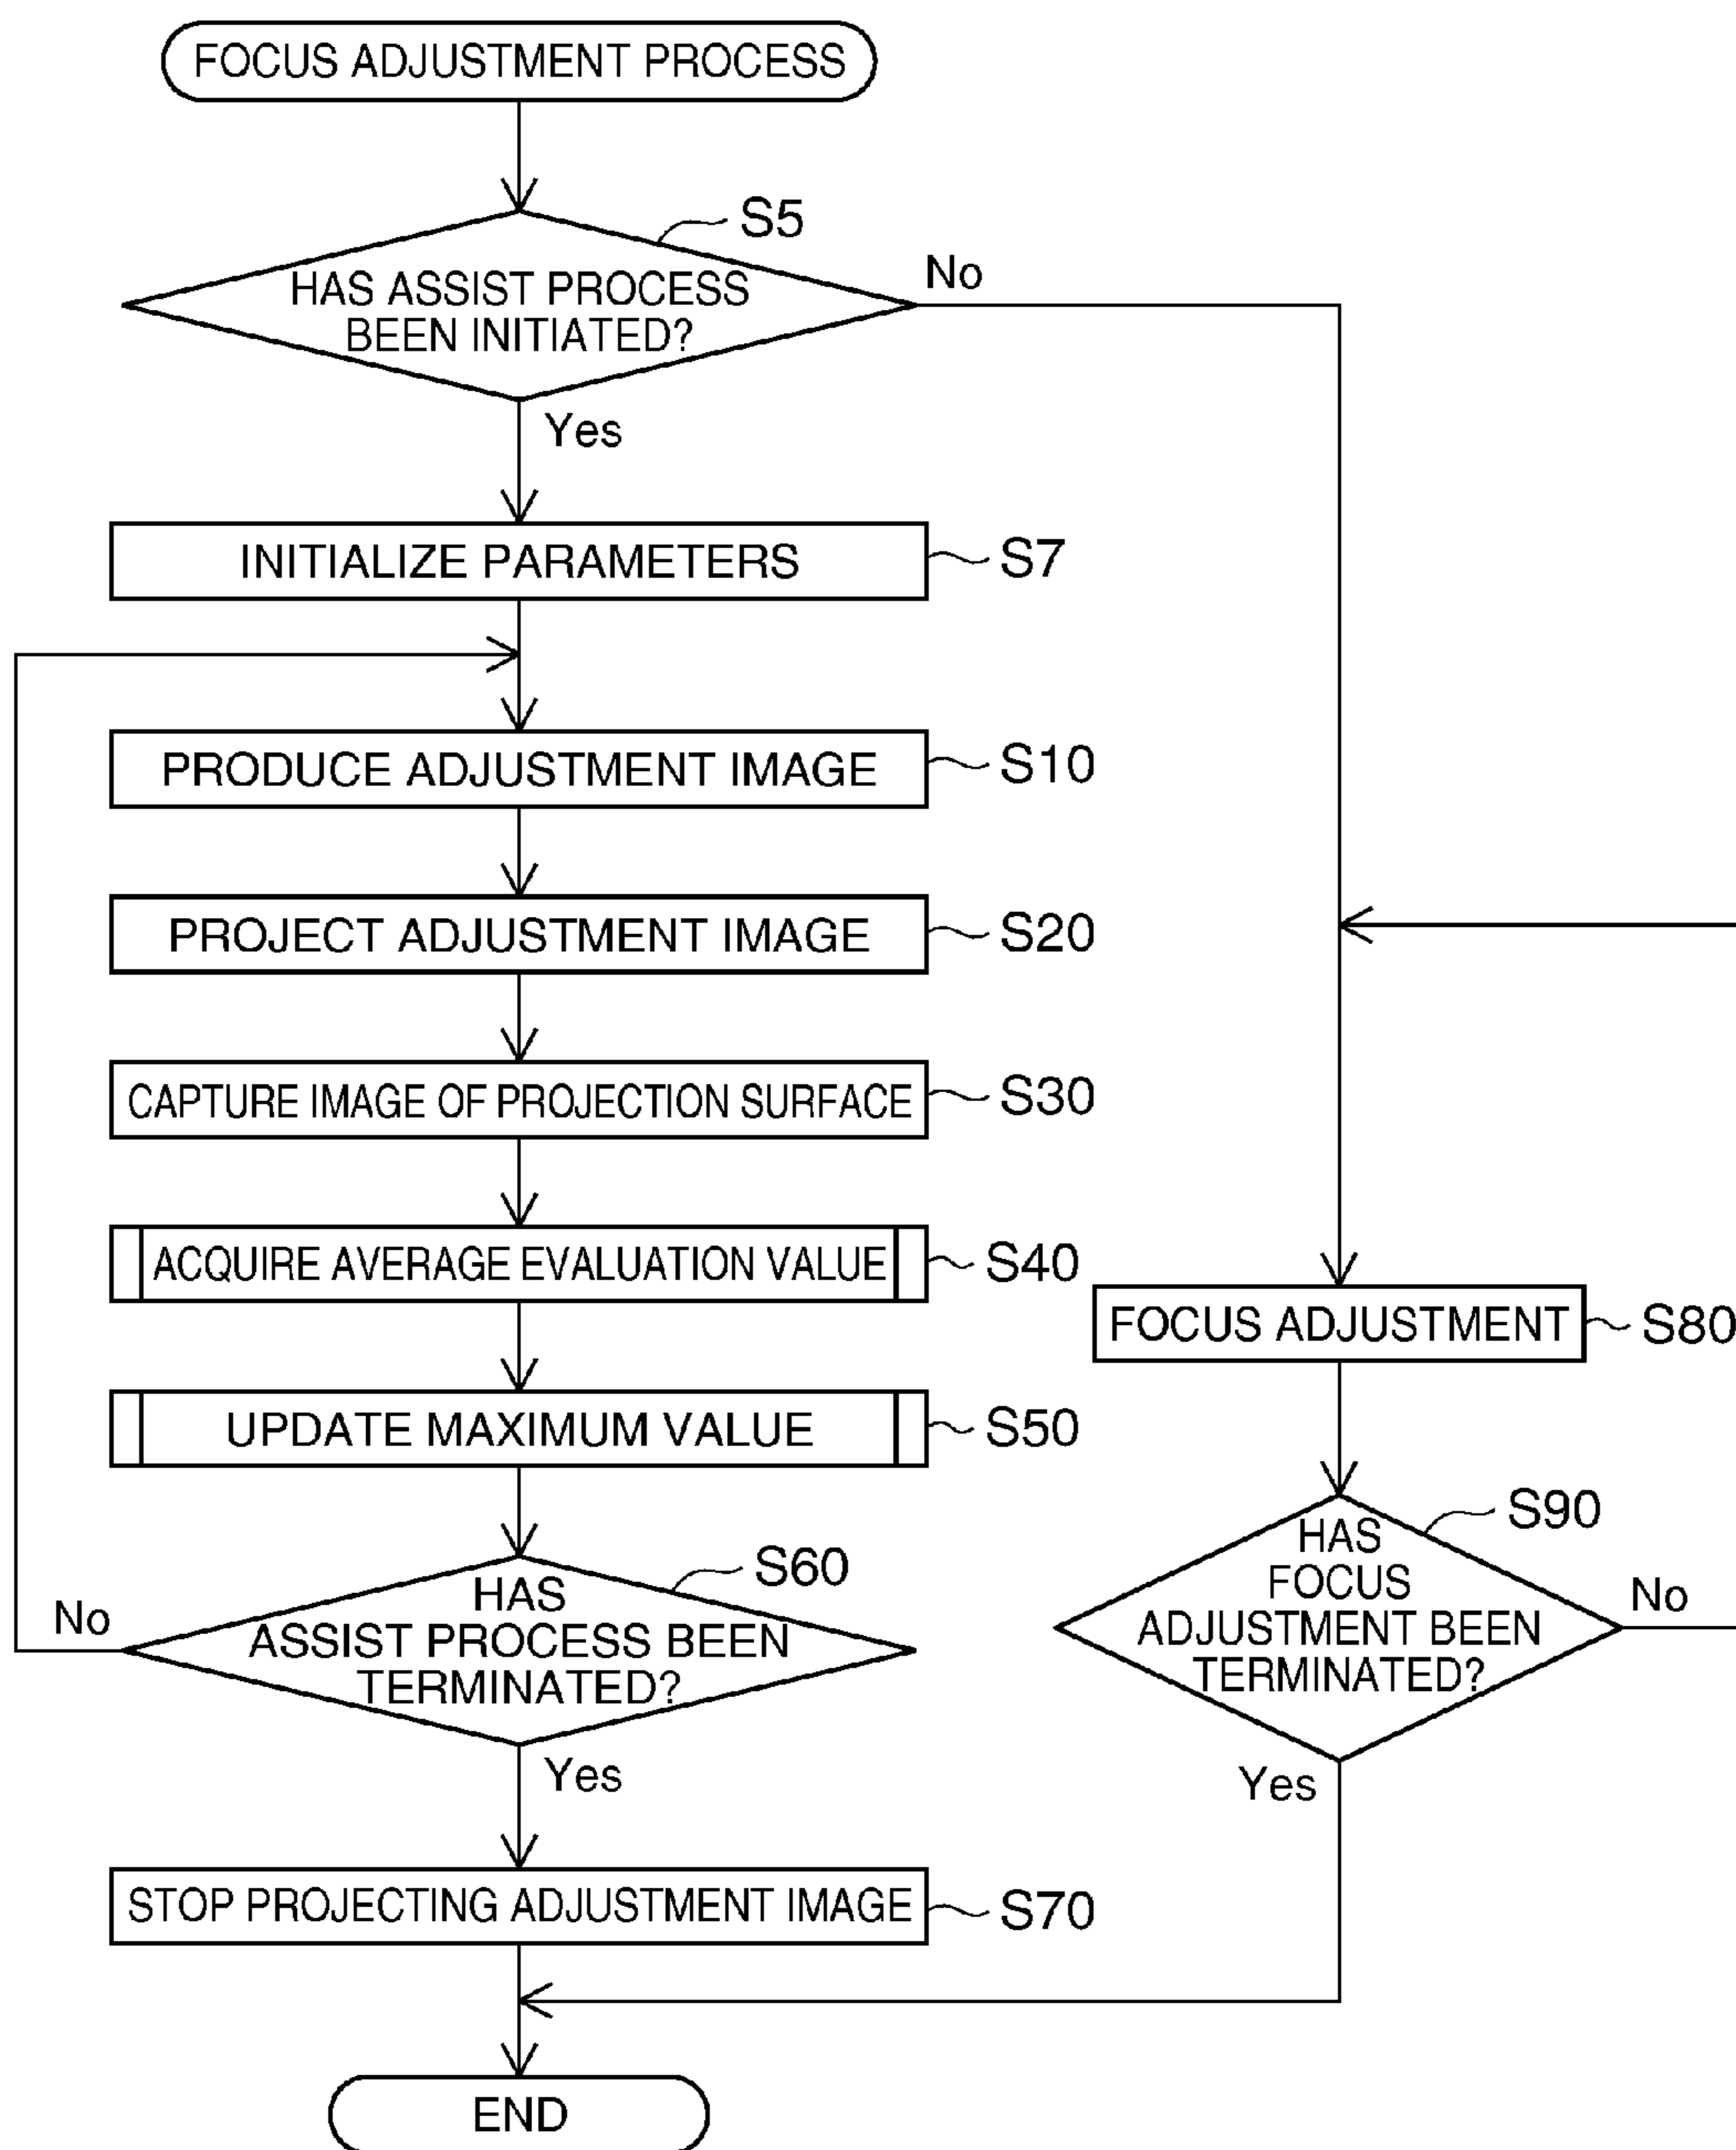 FOCUS ADJUSTMENT PROCESS
S5
HAS ASSIST PROCESS
BEEN INITIATED?
No
Yes
INITIALIZE PARAMETERS
S7
PRODUCE ADJUSTMENT IMAGE
S10
PROJECT ADJUSTMENT IMAGE
S20
CAPTURE IMAGE OF PROJECTION SURFACE
S30
ACQUIRE AVERAGE EVALUATION VALUE
S40
UPDATE MAXIMUM VALUE
S50
S60
HAS
ASSIST PROCESS BEEN
TERMINATED?
No
Yes
STOP PROJECTING ADJUSTMENT IMAGE
S70
FOCUS ADJUSTMENT
S80
S90
HAS
FOCUS
ADJUSTMENT BEEN
TERMINATED?
No
Yes
END